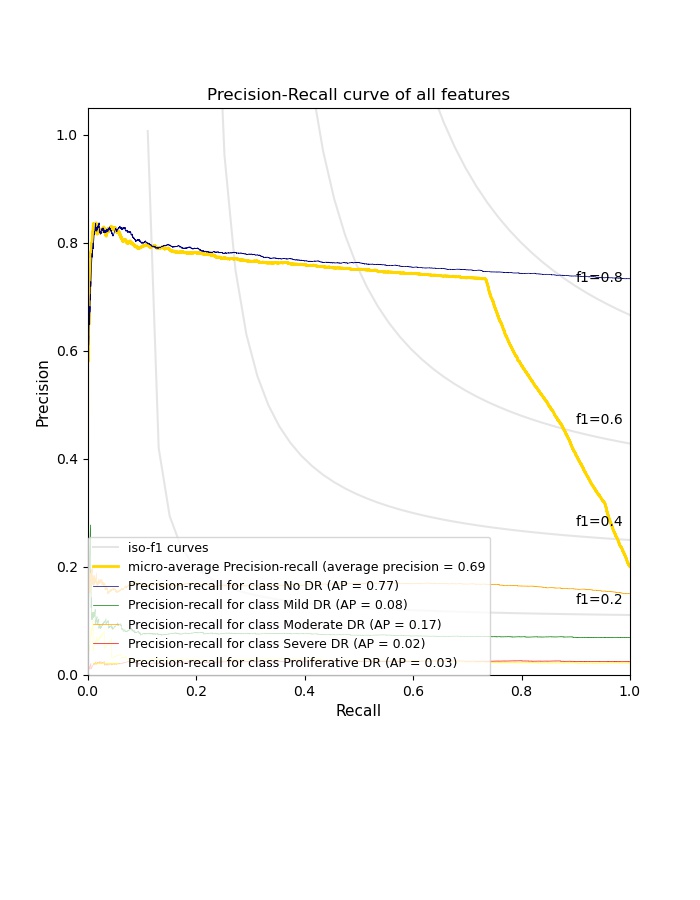 Precision-Recall curve of all features
1.0
0.8
0.6
0.4
0.2
0.0
Precision
f1=0.8
f1=0.6
f1=0.4
f1=0.2
iso-f1 curves
micro-average Precision-recall (average precision = 0.69
Precision-recall for class No DR (AP = 0.77)
Precision-recall for class Mild DR (AP = 0.08)
Precision-recall for class Moderate DR (AP = 0.17)
Precision-recall for class Severe DR (AP = 0.02)
Precision-recall for class Proliferative DR (AP = 0.03)
0.0 0.2 0.4 0.6 0.8 1.0
Recall